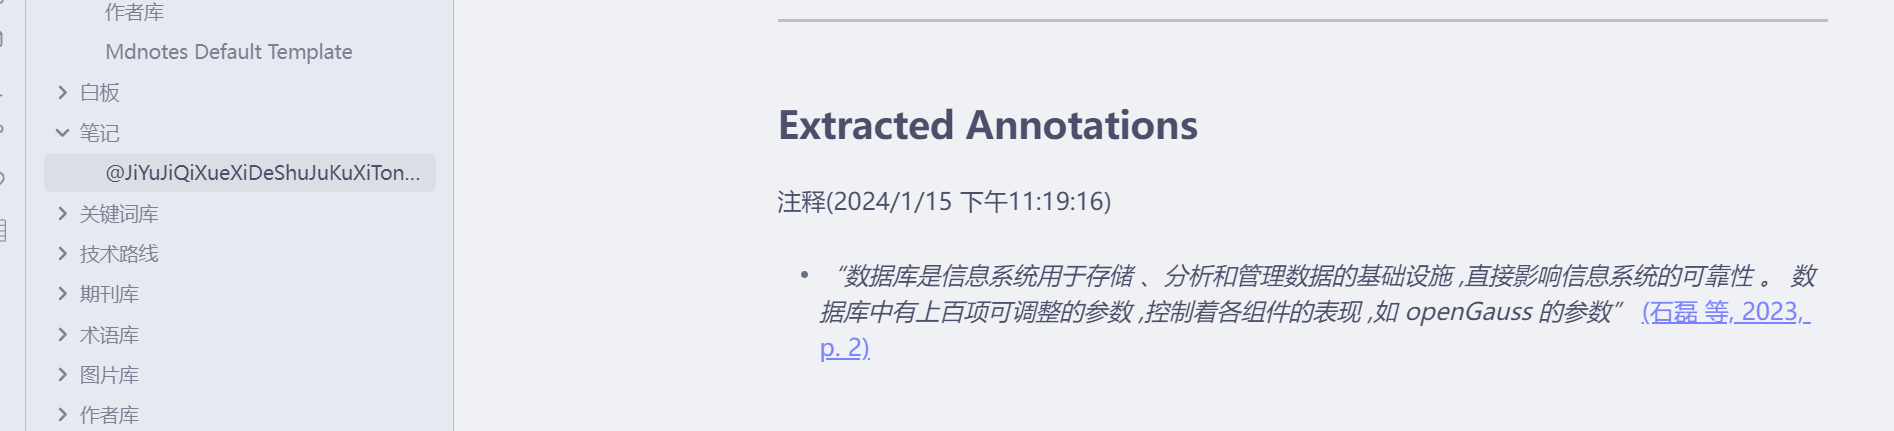 作者库
Mdnotes Default Template
白板
笔记
@JiYuJiQiXueXiDeShuJuKuXiTon...
关键词库
技术路线
期刊库
术语库
图片库
作者库
Extracted Annotations
注释(2024/1/15 下午11:19:16)
• “数据库是信息系统用于存储 、分析和管理数据的基础设施 ,直接影响信息系统的可靠性 。 数
据库中有上百项可调整的参数 ,控制着各组件的表现 ,如 openGauss 的参数” (石磊 等, 2023,
p. 2)